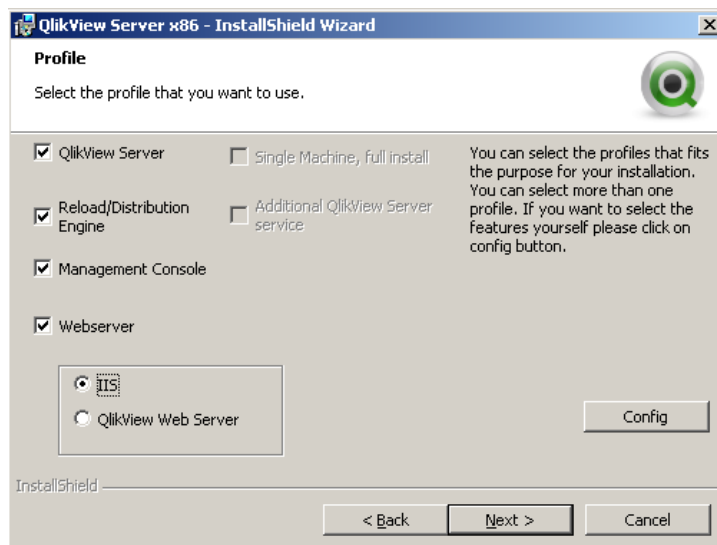 QlikView Server x86 - InstallShield Wizard
Profile
Select the profile that you want to use.
QlikView Server
Single Machine, full install
Reload/Distribution
Engine
Additional QlikView Server
service
Management Console
Webserver
IIS
QlikView Web Server
You can select the profiles that fits
the purpose for your installation.
You can select more than one
profile. If you want to select the
features yourself please click on
config button.
Config
InstallShield
< Back
Next >
Cancel